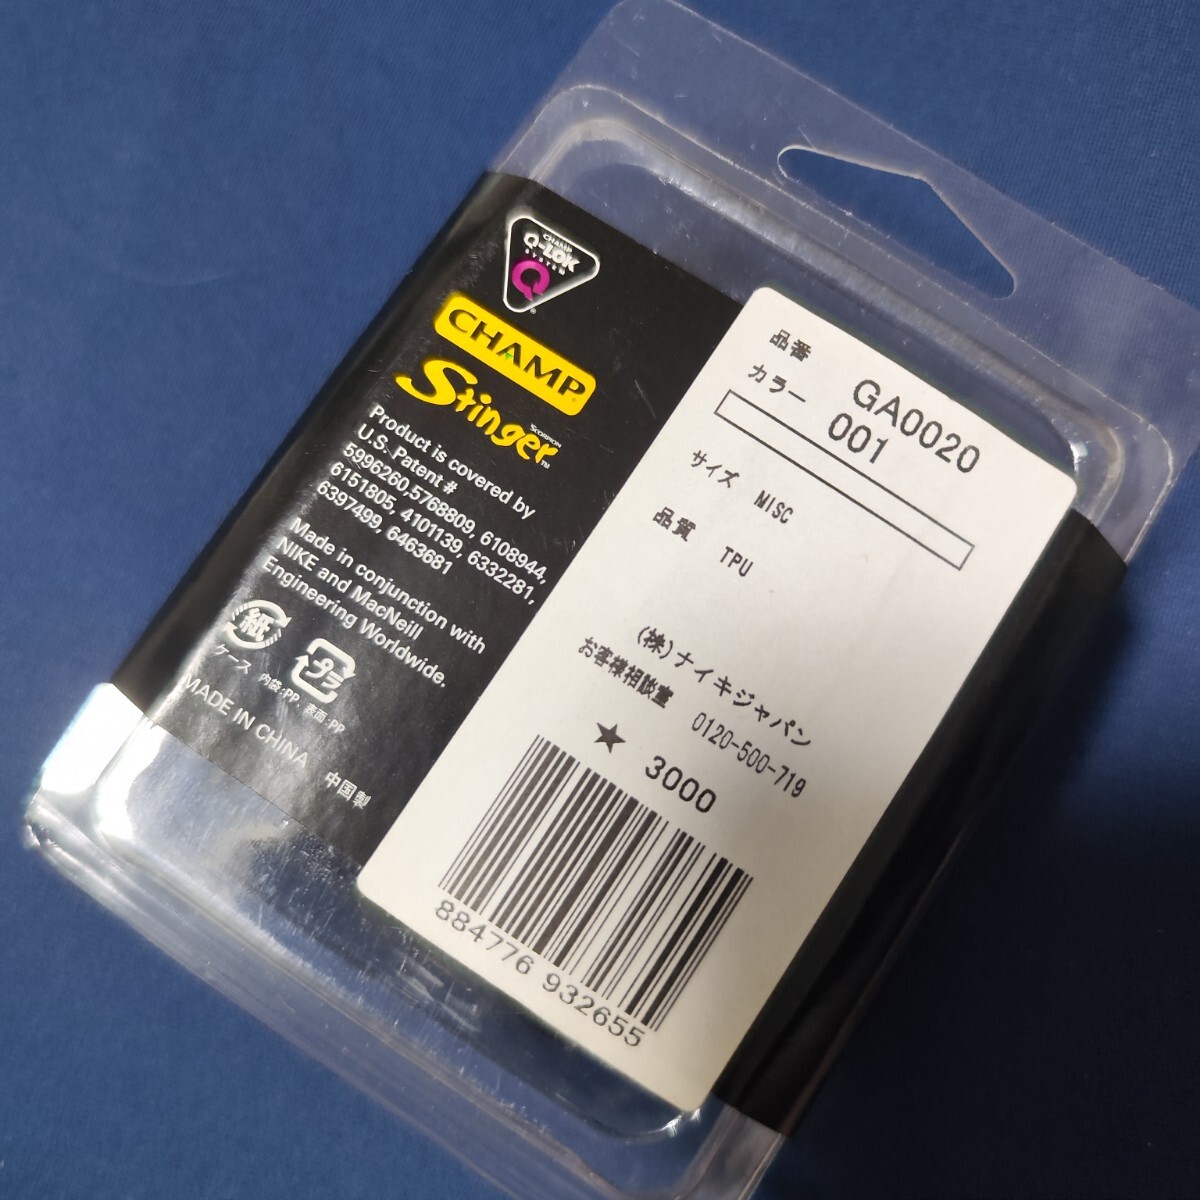 CHAMP
Q-LOK
SYSTEM
Q
CHAMP
Stinger
SCORPION
TM
Product is covered by
U.S. Patent #
5996260,5768809, 6108944,
6151805, 4101139, 6332281,
6397499, 6463681
Made in conjunction with
NIKE and MacNeill
Engineering Worldwide.
紙
ケース
プラ
内袋:PP、表面:PP
MADE IN CHINA 中国製
品番 GA0020
カラー 001
サイズ MISC
品質 TPU
(株)ナイキジャパン
お客様相談室 0120-500-719
★ 3000
884776 932655